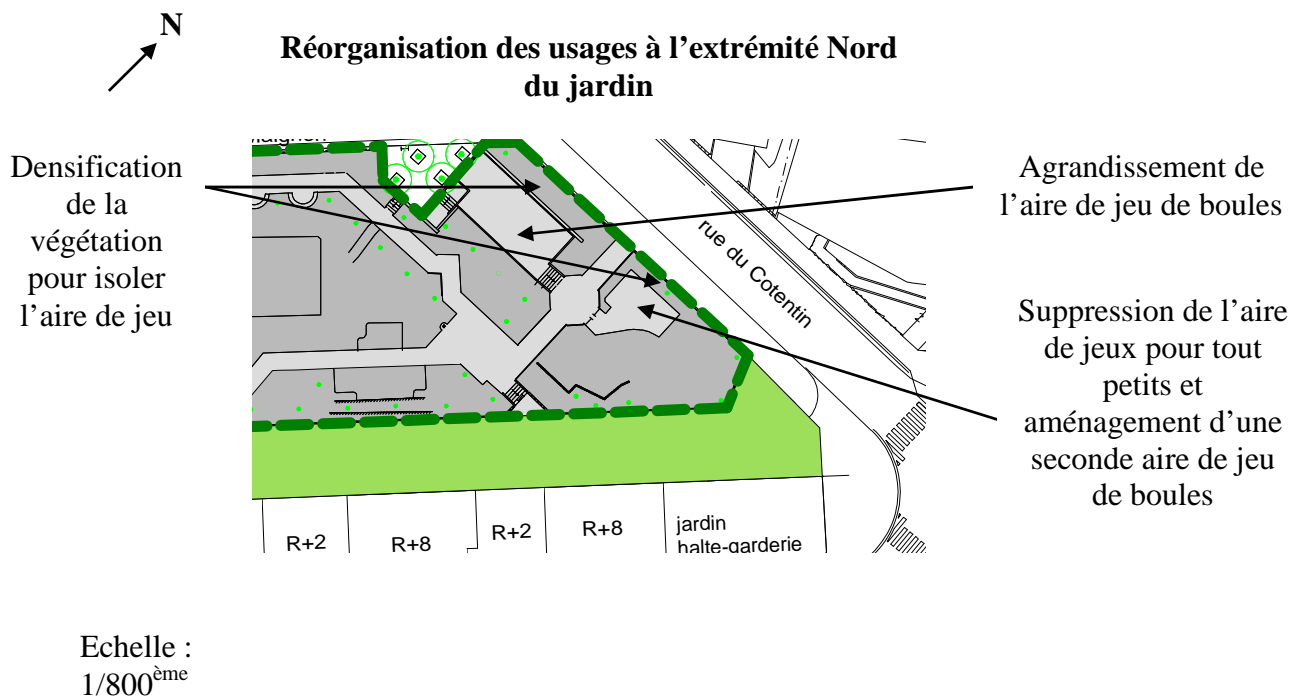 N
Réorganisation des usages à l’extrémité Nord
du jardin
Densification
de la
végétation
pour isoler
l’aire de jeu
Agrandissement de
l’aire de jeu de boules
rue du Cotentin
Suppression de l’aire
de jeux pour tout
petits et
aménagement d’une
seconde aire de jeu
de boules
R+2
R+8
R+2
R+8
jardin
halte-garderie
Echelle :
1/800ème